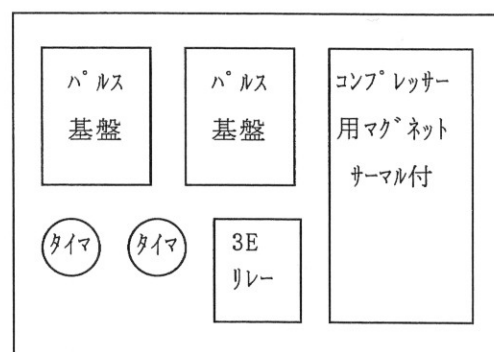 パルス
基盤
パルス
基盤
コンプレッサー
用マグネット
サーマル付
タイマ
タイマ
3E
リレー